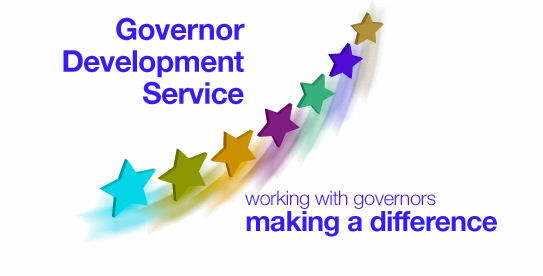 Governor
Development
Service
working with governors
making a difference